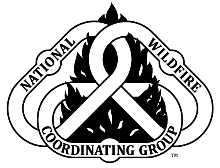 NATIONAL
WILDFIRE
COORDINATING GROUP
TM